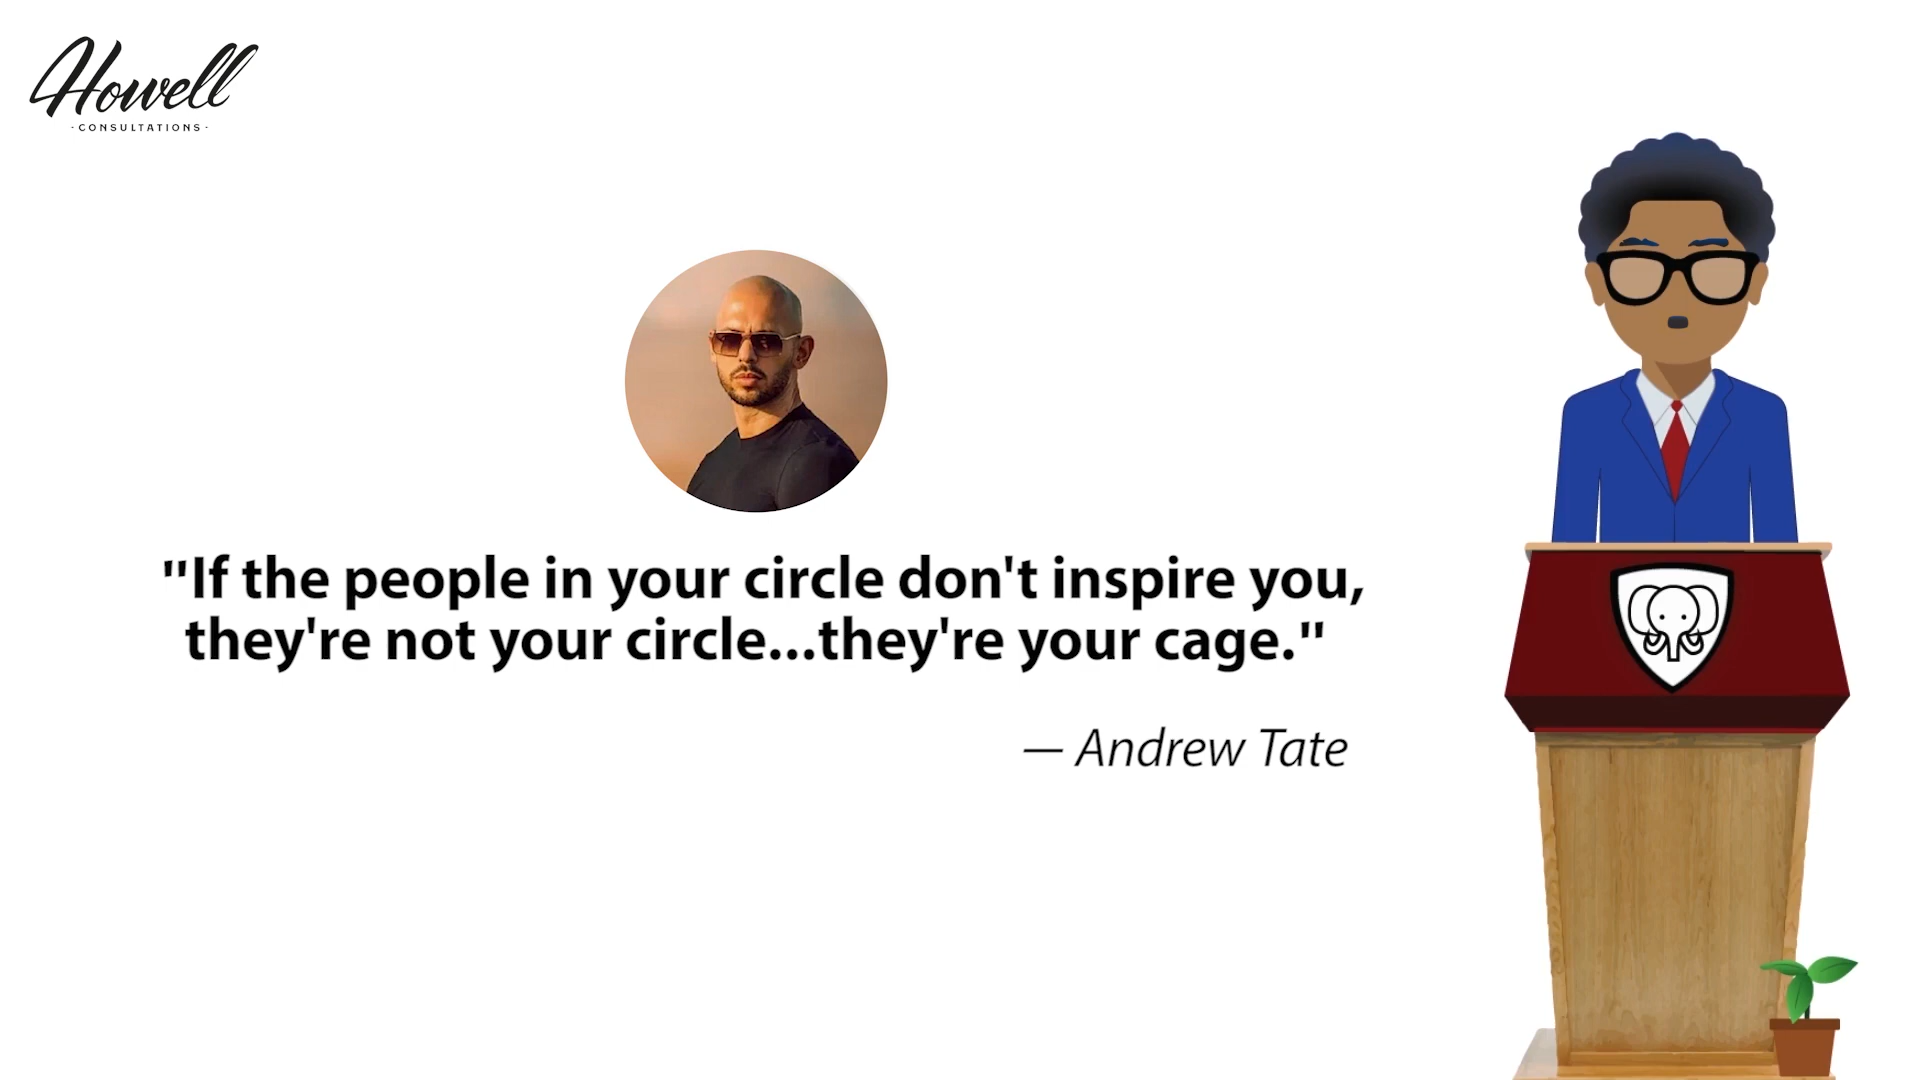 Howell
·CONSULTATIONS·
"If the people in your circle don't inspire you,
they're not your circle...they're your cage."
— Andrew Tate